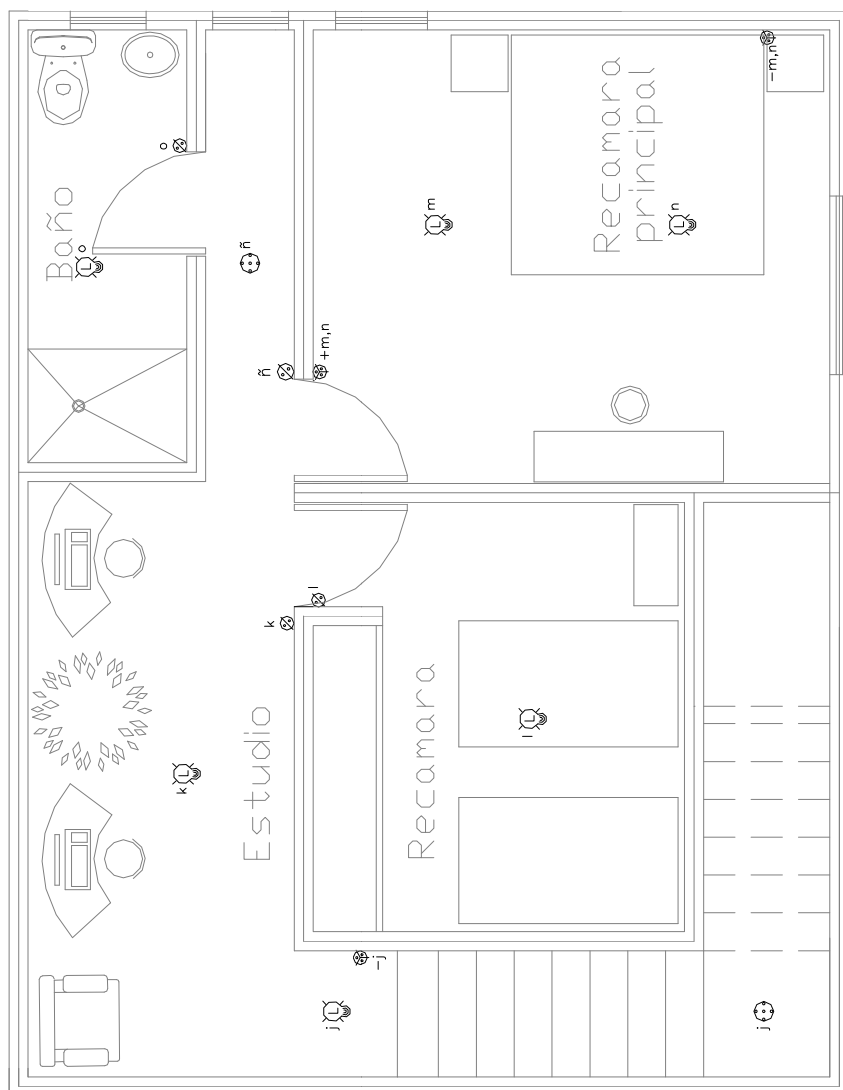 Baño
o
o
ñ
ñ
+m,n
m
n
-m,n
Recamara
principal
k
l
Estudio
k
Recamara
l
-j
j
j
L
L
L
L
L
L